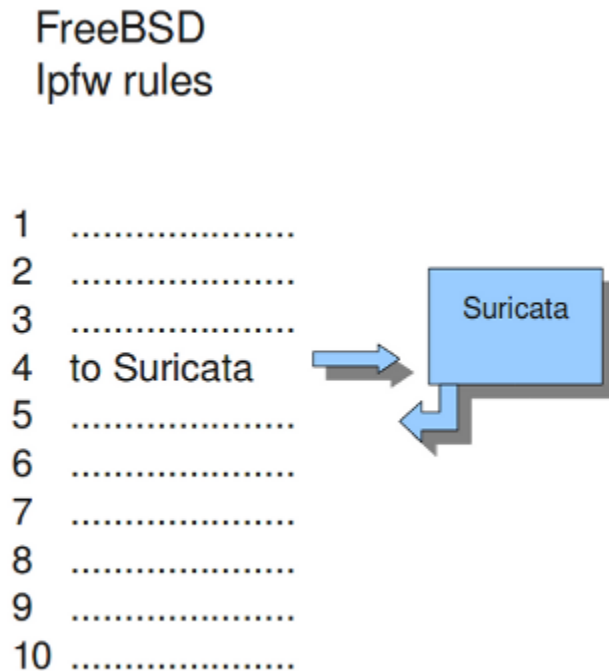 FreeBSD
Ipfw rules
1 .....................
2 .....................
3 .....................
4 to Suricata
5 .....................
6 .....................
7 .....................
8 .....................
9 .....................
10 .....................
Suricata